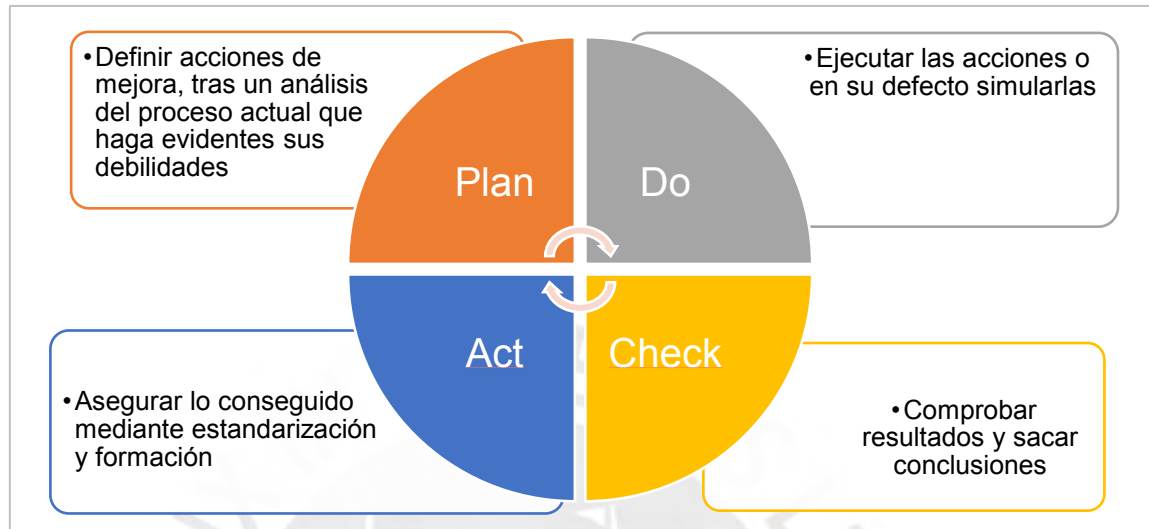 •Definir acciones de
mejora, tras un análisis
del proceso actual que
haga evidentes sus
debilidades
Plan
Do
•Ejecutar las acciones o
en su defecto simularlas
Act
Check
•Asegurar lo conseguido
mediante estandarización
y formación
•Comprobar
resultados y sacar
conclusiones